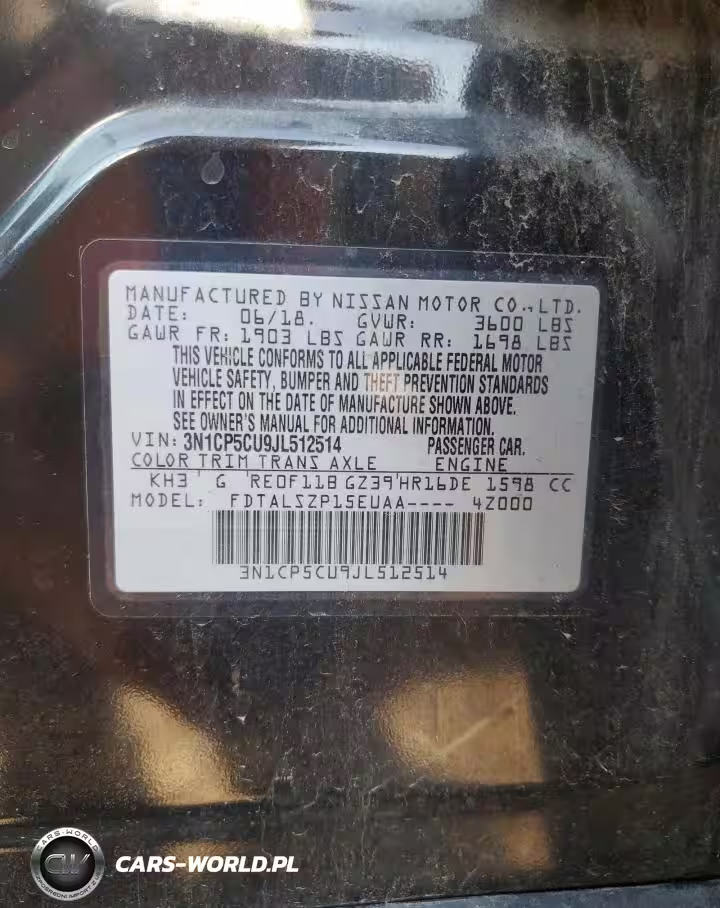 MANUFACTURED BY NISSAN MOTOR CO., LTD.
DATE: 06/18. GVWR: 3600 LBS
GAWR FR: 1903 LBS GAWR RR: 1698 LBS
THIS VEHICLE CONFORMS TO ALL APPLICABLE FEDERAL MOTOR
VEHICLE SAFETY, BUMPER AND THEFT PREVENTION STANDARDS
IN EFFECT ON THE DATE OF MANUFACTURE SHOWN ABOVE.
SEE OWNER'S MANUAL FOR ADDITIONAL INFORMATION.
VIN: 3N1CP5CU9JL512514 PASSENGER CAR.
COLOR TRIM TRANS AXLE ENGINE
KH3 G RE0F11B GZ39 HR16DE 1598 CC
MODEL: FDTALSZP15EUAA---- 4Z000
3N1CP5CU9JL512514
CARS-WORLD
CW
CARS-WORLD.PL